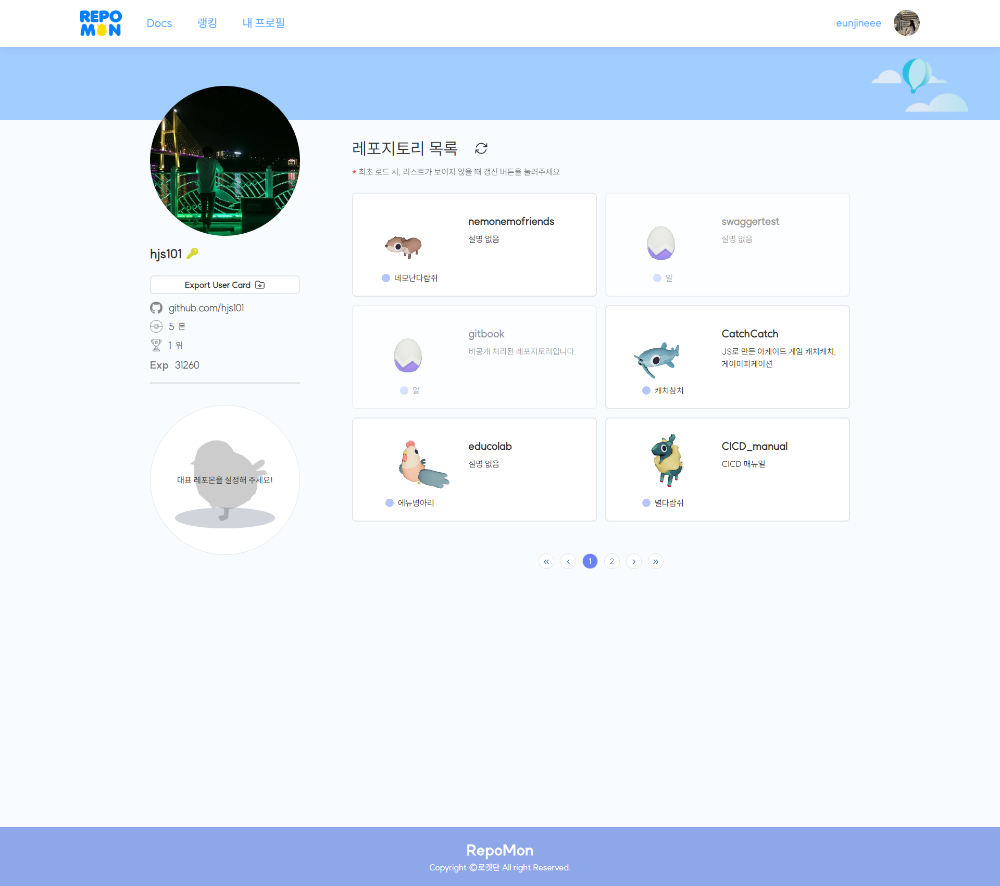 REPO
MON
Docs
랭킹
내 프로필
eunjineee
hjs101
Export User Card
github.com/hjs101
5 몬
1 위
Exp 31260
대표 레포몬을 설정해 주세요!
레포지토리 목록
* 최초 로드 시, 리스트가 보이지 않을 때 갱신 버튼을 눌러주세요
nemonemofriends
설명 없음
네모난다람쥐
swaggertest
설명 없음
알
gitbook
비공개 처리된 레포지토리입니다.
알
CatchCatch
JS로 만든 아케이드 게임 캐치캐치,
게이미피케이션
캐치참치
educolab
설명 없음
에듀병아리
CICD_manual
CICD 매뉴얼
별다람쥐
« ‹ 1 2 › »
RepoMon
Copyright ©로켓단 All right Reserved.